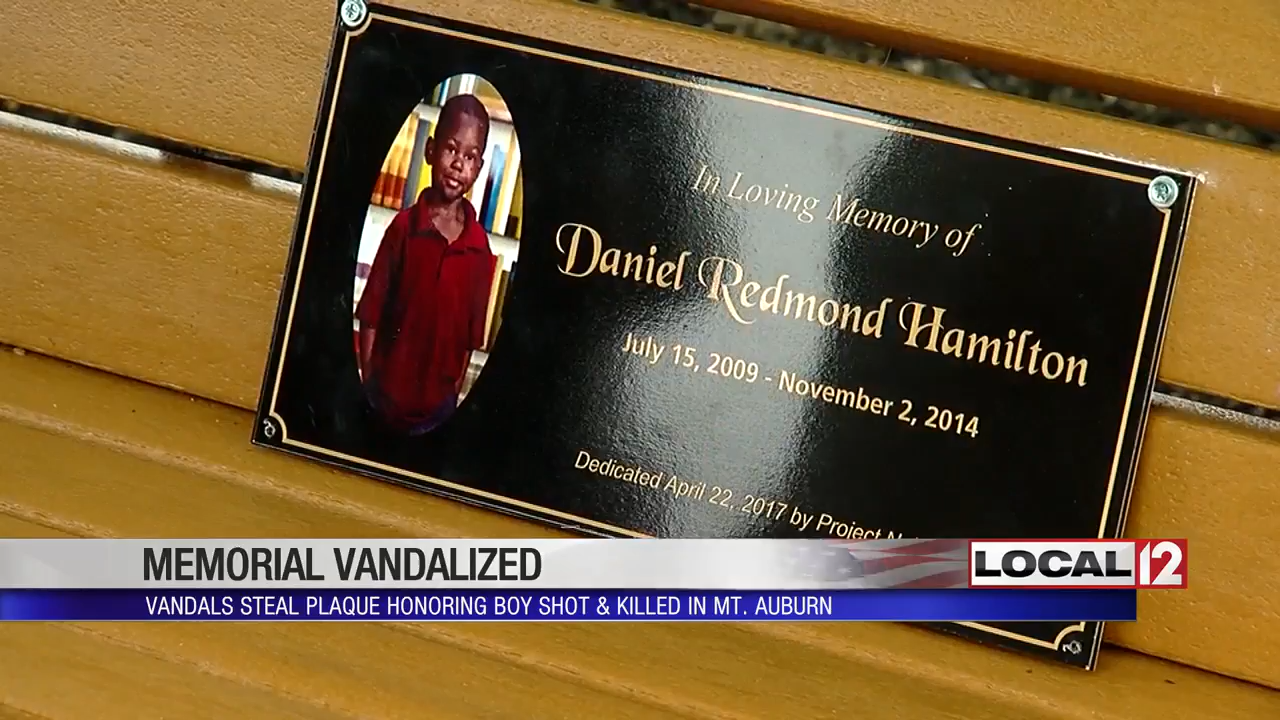 In Loving Memory of
Daniel Redmond Hamilton
July 15, 2009 - November 2, 2014
Dedicated April 22, 2017 by Project
MEMORIAL VANDALIZED
LOCAL 12
VANDALS STEAL PLAQUE HONORING BOY SHOT & KILLED IN MT. AUBURN